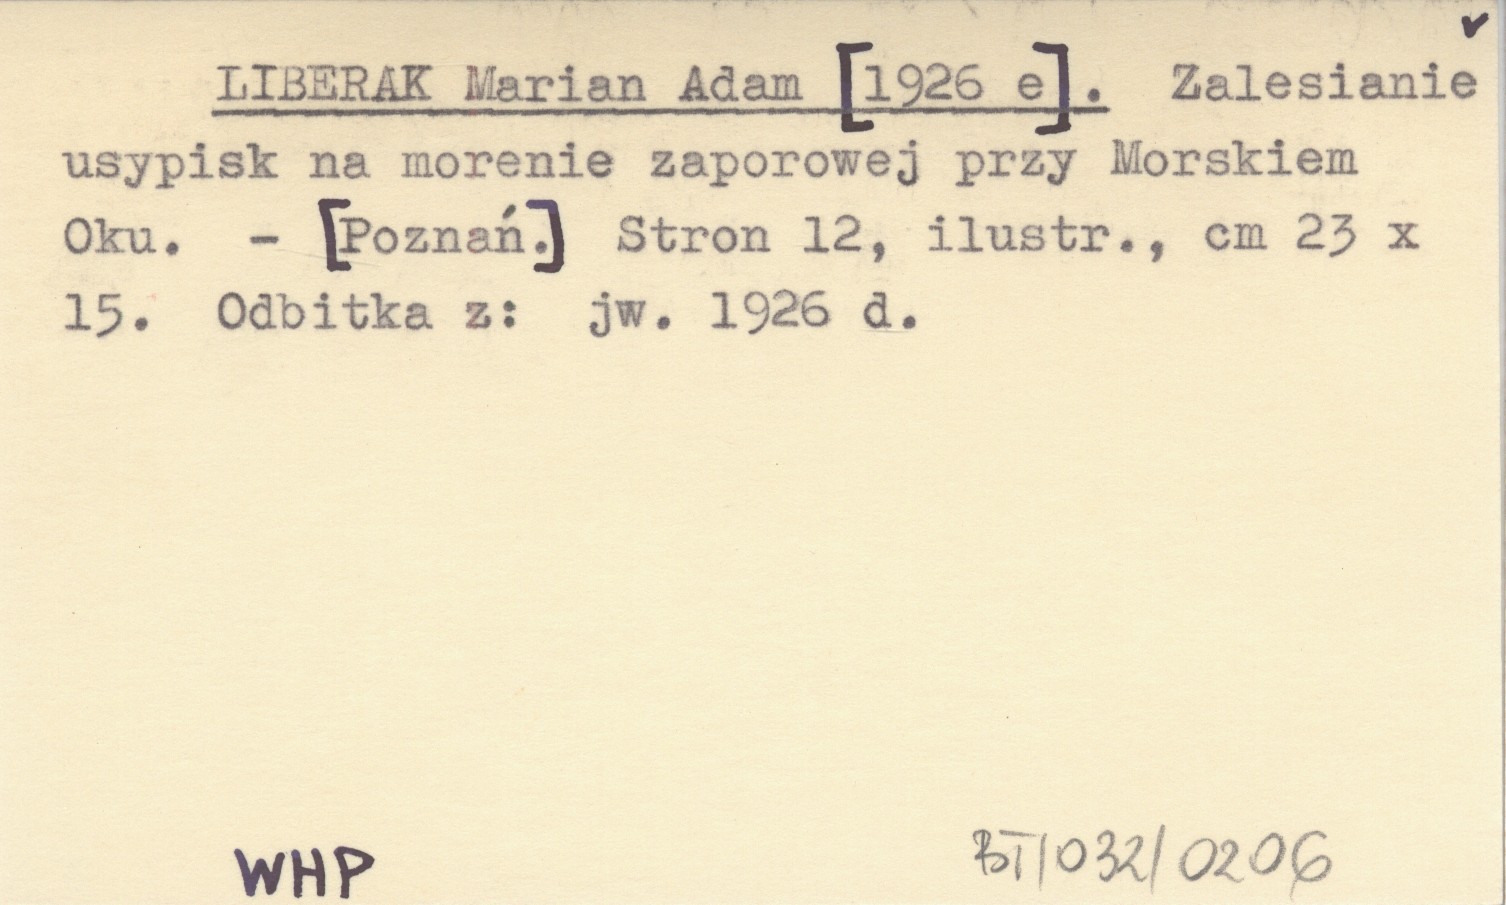 LIBERAK Marian Adam [1926 e]. Zalesianie
usypisk na morenie zaporowej przy Morskiem
Oku. - [Poznań.] Stron 12, ilustr., cm 23 x
15. Odbitka z: jw. 1926 d.
WHP
BT/032/0206